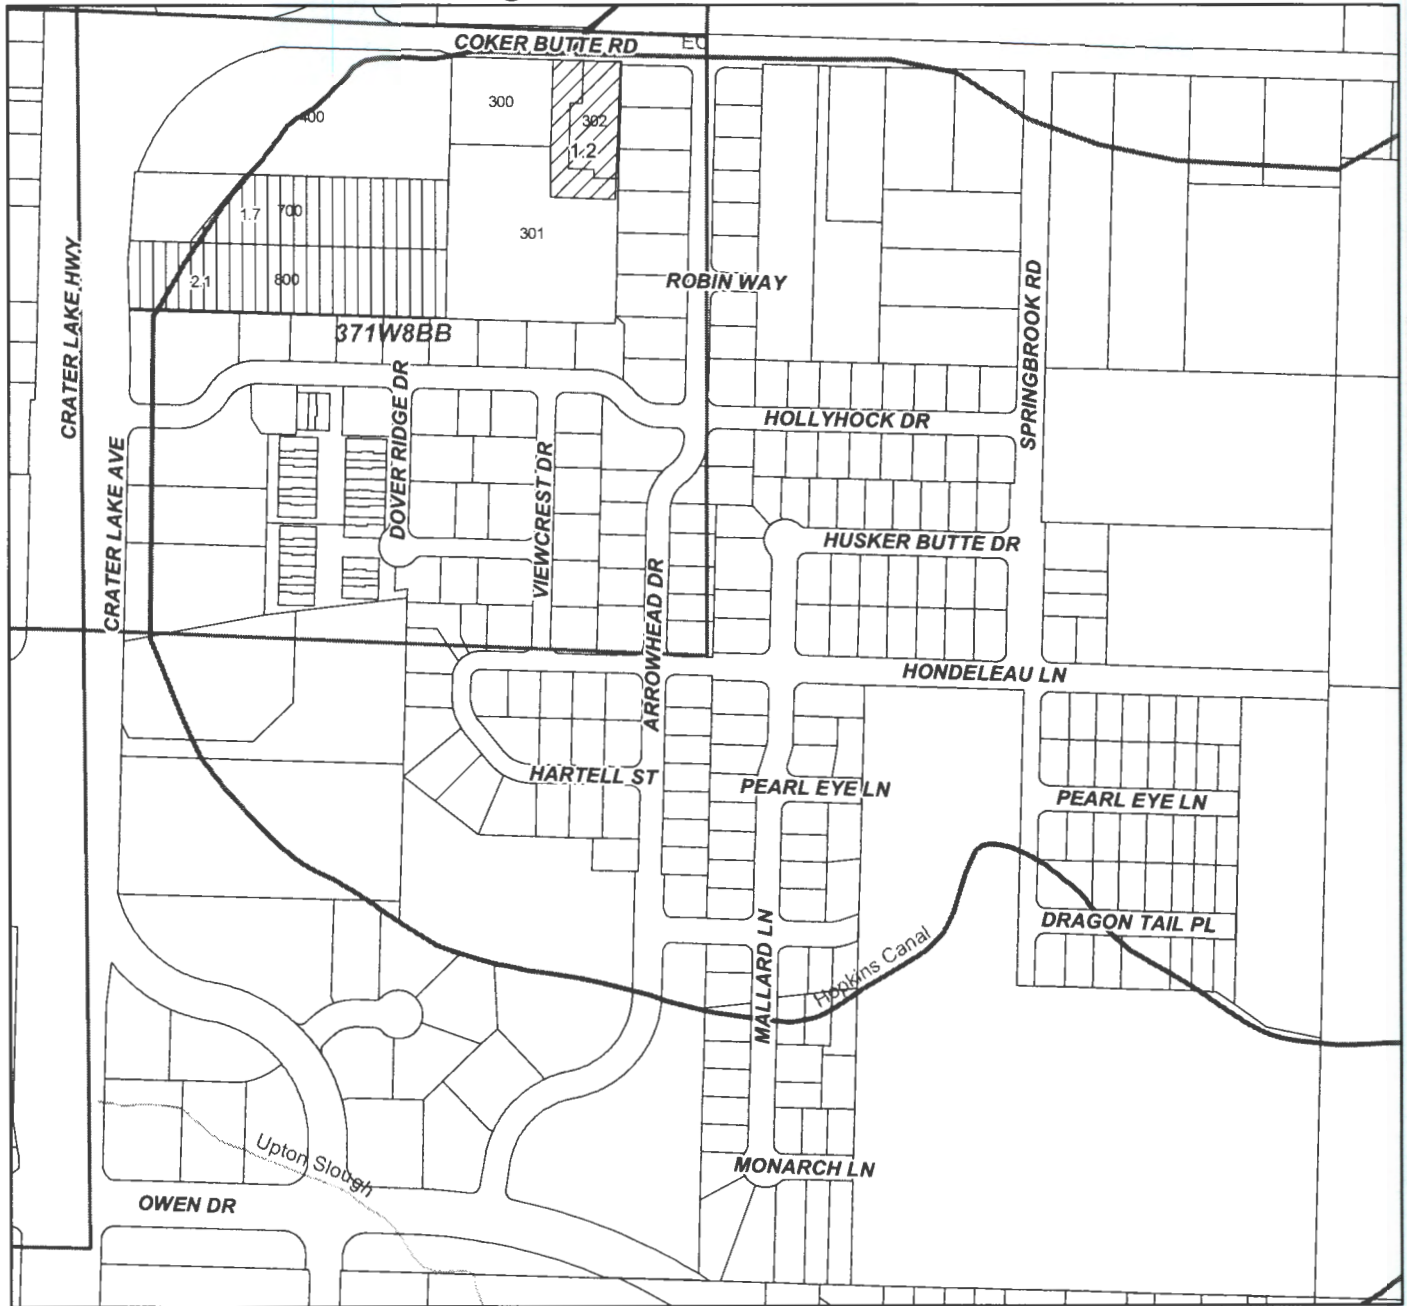 COKER BUTTE RD
300
302
1.2
400
1.7
700
301
2.1
800
ROBIN WAY
371W8BB
CRATER LAKE HWY
SPRINGBROOK RD
DOVER RIDGE DR
HOLLYHOCK DR
CRATER LAKE AVE
VIEWCREST DR
HUSKER BUTTE DR
ARROWHEAD DR
HONDELEAU LN
HARTELL ST
PEARL EYE LN
PEARL EYE LN
MALLARD LN
DRAGON TAIL PL
Hopkins Canal
Upton Slough
MONARCH LN
OWEN DR